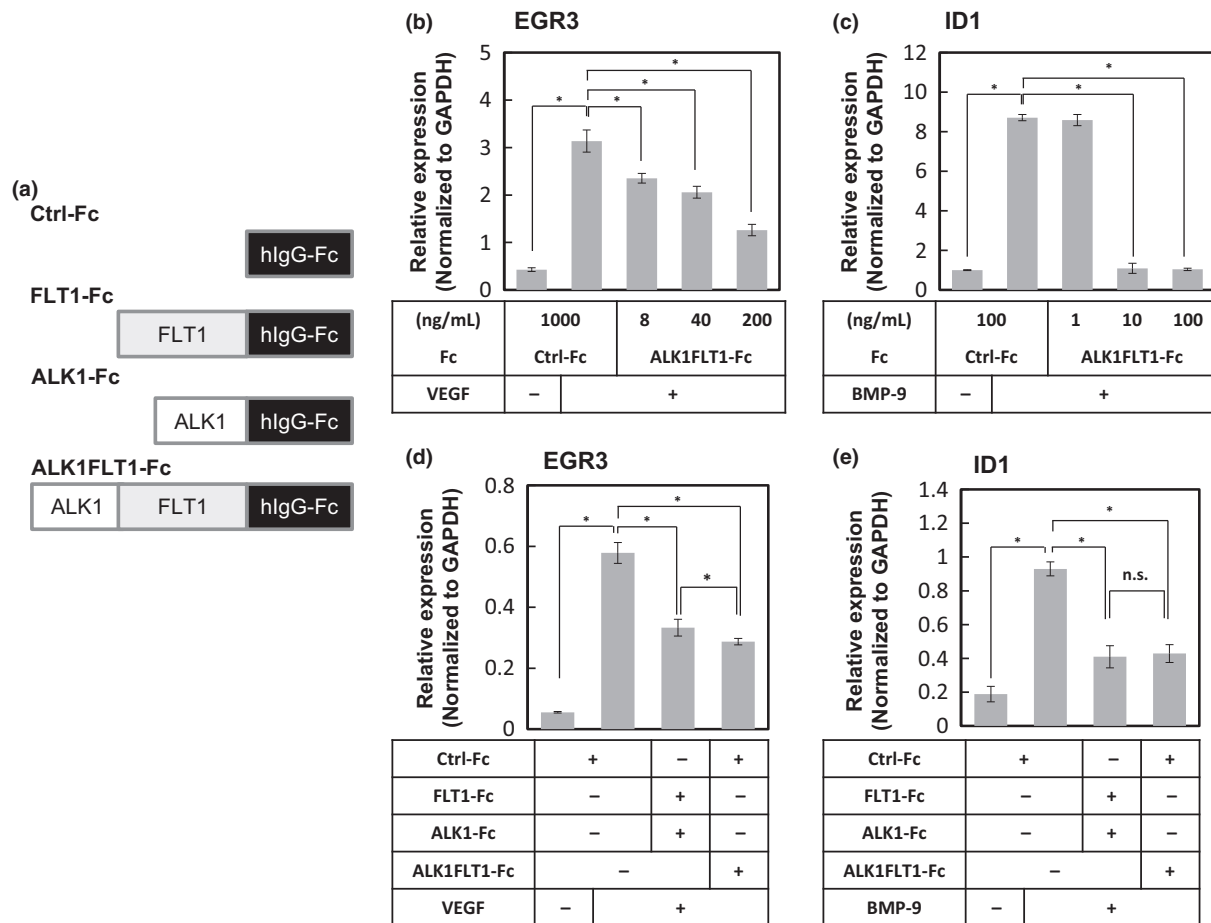 (a)
Ctrl-Fc
hIgG-Fc
FLT1-Fc
FLT1 hIgG-Fc
ALK1-Fc
ALK1 hIgG-Fc
ALK1FLT1-Fc
ALK1 FLT1 hIgG-Fc
(b) EGR3
Relative expression
(Normalized to GAPDH)
5
4
3
2
1
0
* * * *
(ng/mL) 1000 8 40 200
Fc Ctrl-Fc ALK1FLT1-Fc
VEGF – +
(c) ID1
Relative expression
(Normalized to GAPDH)
12
10
8
6
4
2
0
* * *
(ng/mL) 100 1 10 100
Fc Ctrl-Fc ALK1FLT1-Fc
BMP-9 – +
(d) EGR3
Relative expression
(Normalized to GAPDH)
0.8
0.6
0.4
0.2
0
* * * *
Ctrl-Fc + – +
FLT1-Fc – + –
ALK1-Fc – + –
ALK1FLT1-Fc – +
VEGF – +
(e) ID1
Relative expression
(Normalized to GAPDH)
1.4
1.2
1
0.8
0.6
0.4
0.2
0
* * *
n.s.
Ctrl-Fc + – +
FLT1-Fc – + –
ALK1-Fc – + –
ALK1FLT1-Fc – +
BMP-9 – +